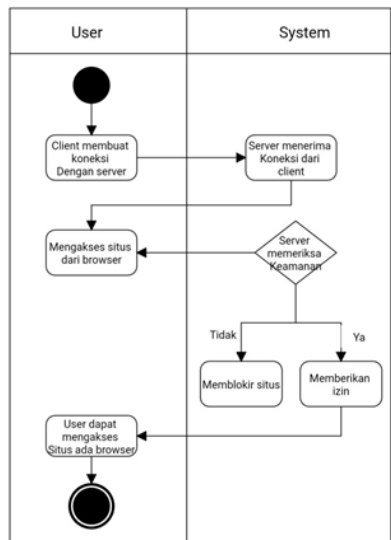 User
System
Client membuat
koneksi
Dengan server
Server menerima
Koneksi dari
client
Mengakses situs
dari browser
Server
memeriksa
Keamanan
Tidak
Ya
Memblokir situs
Memberikan
izin
User dapat
mengakses
Situs ada browser